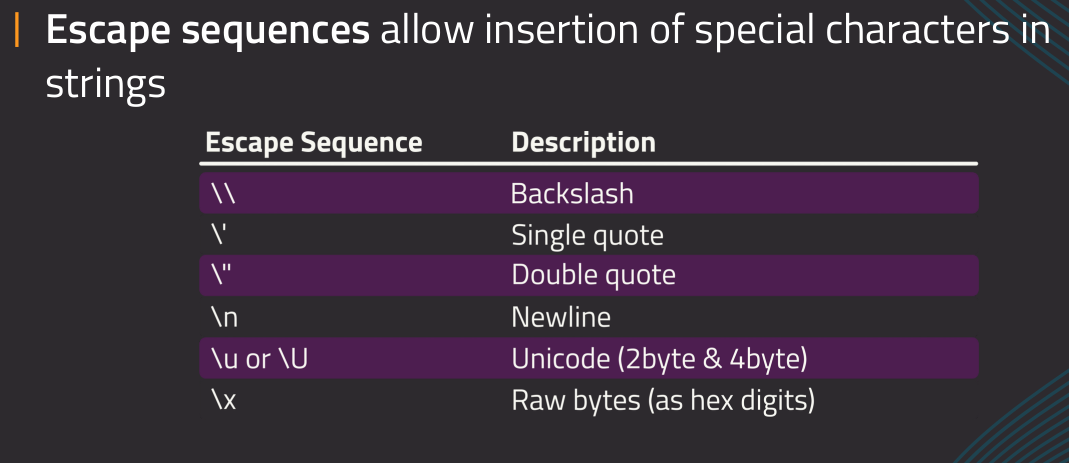 Escape sequences allow insertion of special characters in
strings
Escape Sequence Description
\\ Backslash
\' Single quote
\" Double quote
\n Newline
\u or \U Unicode (2byte & 4byte)
\x Raw bytes (as hex digits)